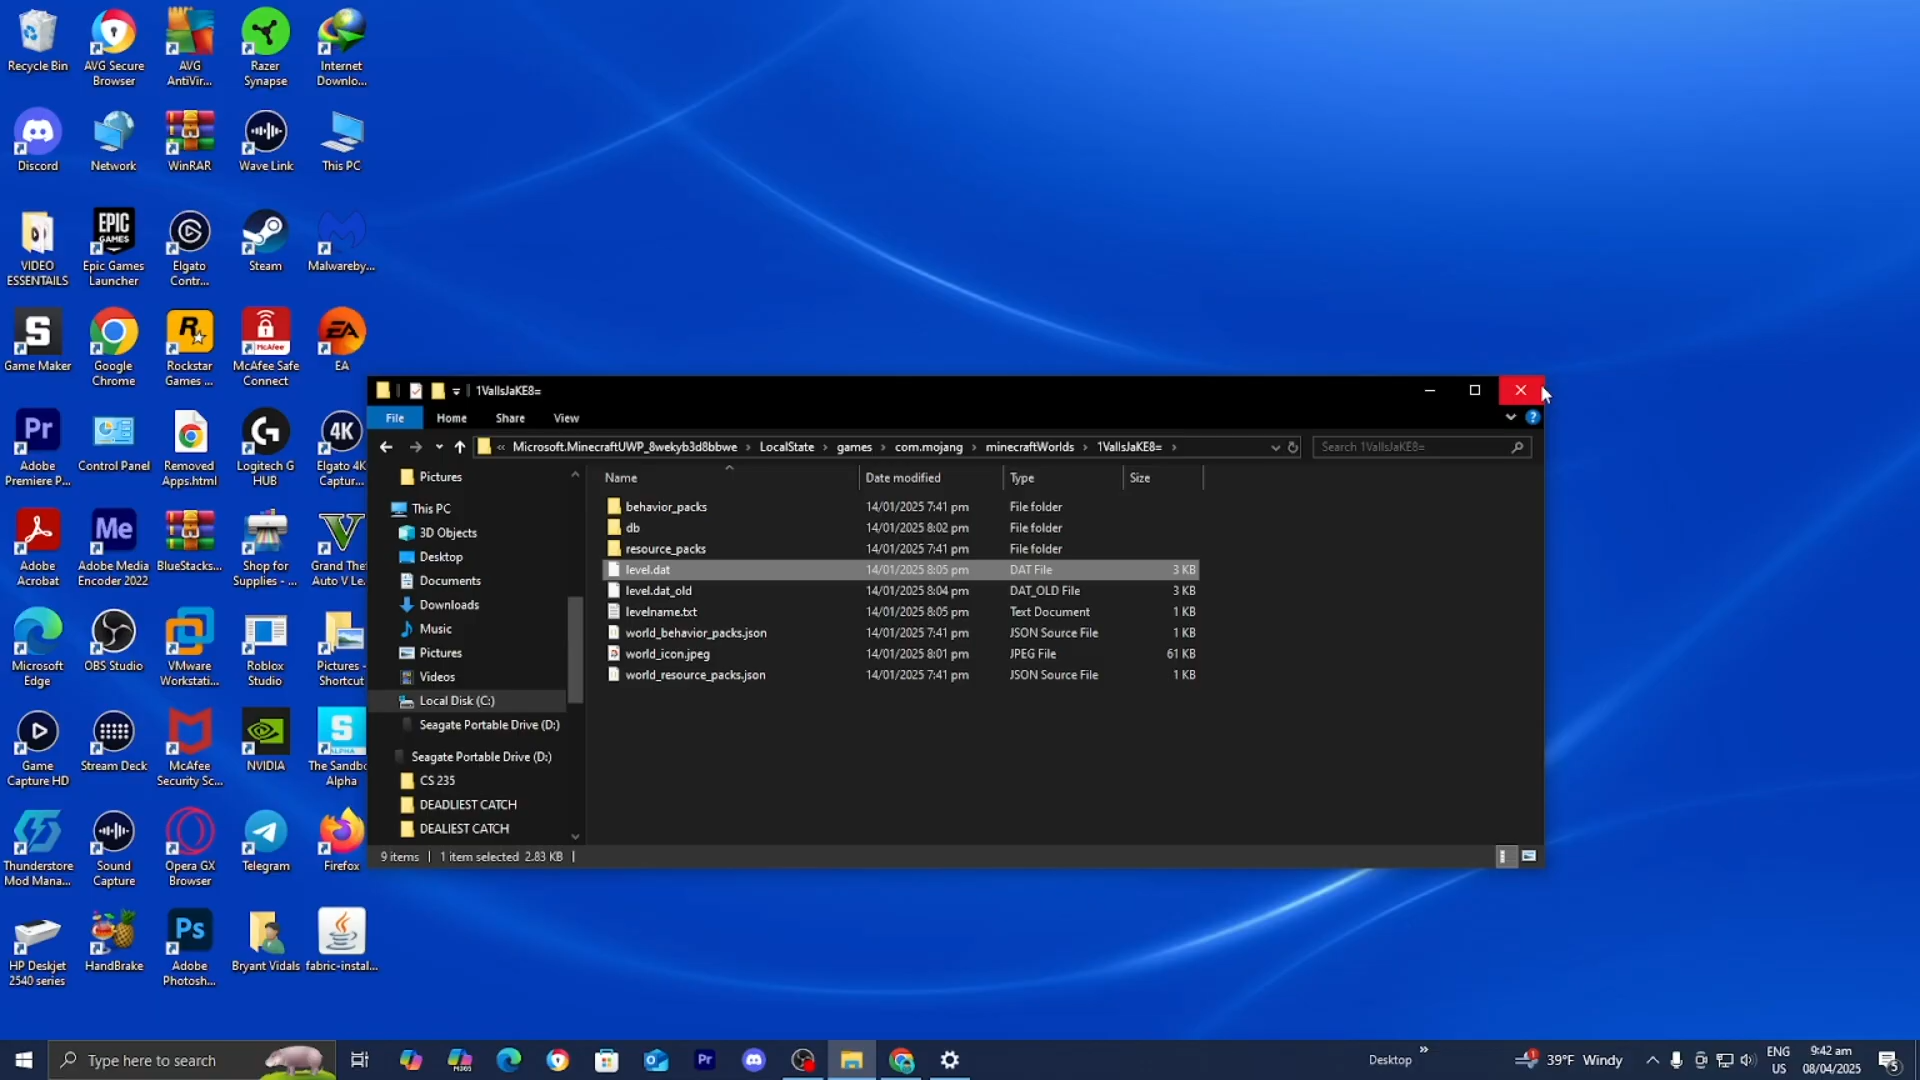 Recycle Bin
AVG Secure
Browser
AVG
AntiVir...
Razer
Synapse
Internet
Downlo...
Discord
Network
WinRAR
Wave Link
This PC
VIDEO
ESSENTAILS
EPIC
GAMES
Epic Games
Launcher
Elgato
Contr...
Steam
Malwareby...
Game Maker
Google
Chrome
Rockstar
Games ...
McAfee
McAfee Safe
Connect
EA
EA
Pr
Adobe
Premiere P...
Control Panel
Removed
Apps.html
Logitech G
HUB
4K
Elgato 4K
Captur...
Adobe
Acrobat
Me
Adobe Media
Encoder 2022
BlueStacks...
Shop for
Supplies - ...
Grand Thef
Auto V Le...
Microsoft
Edge
OBS Studio
VMware
Workstati...
Roblox
Studio
Pictures -
Shortcut
Game
Capture HD
Stream Deck
McAfee
Security Sc...
NVIDIA
S
ALPHA
The Sandbo
Alpha
Thunderstore
Mod Mana...
Sound
Capture
Opera GX
Browser
Telegram
Firefox
HP Deskjet
2540 series
HandBrake
Ps
Adobe
Photosh...
Bryant Vidals
fabric-instal...
1VallsJaKE8=
File
Home
Share
View
« Microsoft.MinecraftUWP_8wekyb3d8bbwe › LocalState › games › com.mojang › minecraftWorlds › 1VallsJaKE8= ›
Search 1VallsJaKE8=
Pictures
This PC
3D Objects
Desktop
Documents
Downloads
Music
Pictures
Videos
Local Disk (C:)
Seagate Portable Drive (D:)
Seagate Portable Drive (D:)
CS 235
DEADLIEST CATCH
DEALIEST CATCH
Name Date modified Type Size
behavior_packs 14/01/2025 7:41 pm File folder
db 14/01/2025 8:02 pm File folder
resource_packs 14/01/2025 7:41 pm File folder
level.dat 14/01/2025 8:05 pm DAT File 3 KB
level.dat_old 14/01/2025 8:04 pm DAT_OLD File 3 KB
levelname.txt 14/01/2025 8:05 pm Text Document 1 KB
world_behavior_packs.json 14/01/2025 7:41 pm JSON Source File 1 KB
world_icon.jpeg 14/01/2025 8:01 pm JPEG File 61 KB
world_resource_packs.json 14/01/2025 7:41 pm JSON Source File 1 KB
9 items
1 item selected 2.83 KB
Type here to search
M365
Pr
Desktop
39°F Windy
ENG
US
9:42 am
08/04/2025
5